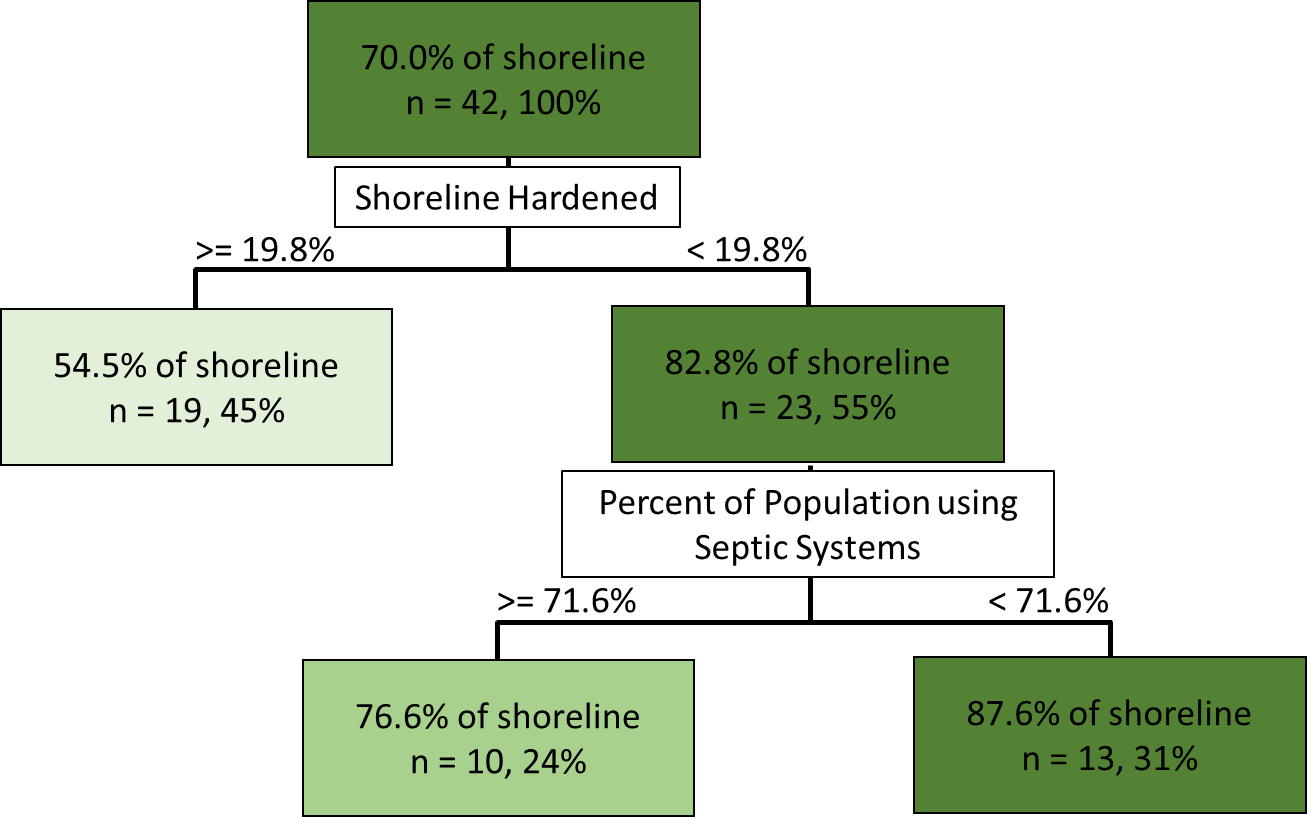 70.0% of shoreline
n = 42, 100%
Shoreline Hardened
>= 19.8%
< 19.8%
54.5% of shoreline
n = 19, 45%
82.8% of shoreline
n = 23, 55%
Percent of Population using
Septic Systems
>= 71.6%
< 71.6%
76.6% of shoreline
n = 10, 24%
87.6% of shoreline
n = 13, 31%